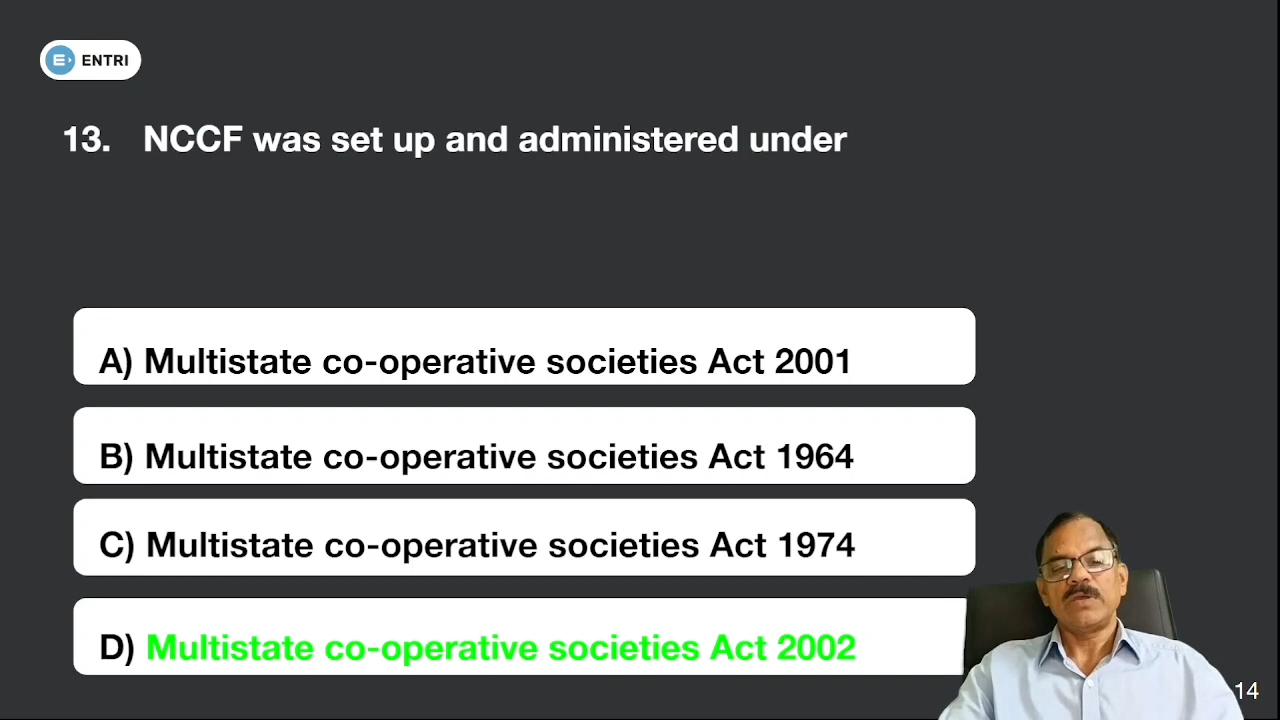 ENTRI
13. NCCF was set up and administered under
A) Multistate co-operative societies Act 2001
B) Multistate co-operative societies Act 1964
C) Multistate co-operative societies Act 1974
D) Multistate co-operative societies Act 2002
14